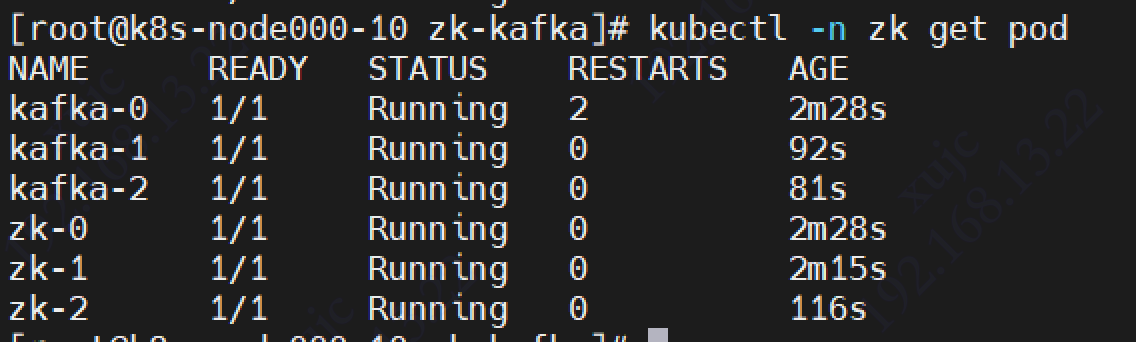 [root@k8s-node000-10 zk-kafka]# kubectl -n zk get pod
NAME READY STATUS RESTARTS AGE
kafka-0 1/1 Running 2 2m28s
kafka-1 1/1 Running 0 92s
kafka-2 1/1 Running 0 81s
zk-0 1/1 Running 0 2m28s
zk-1 1/1 Running 0 2m15s
zk-2 1/1 Running 0 116s
xujc
192.168.13.22